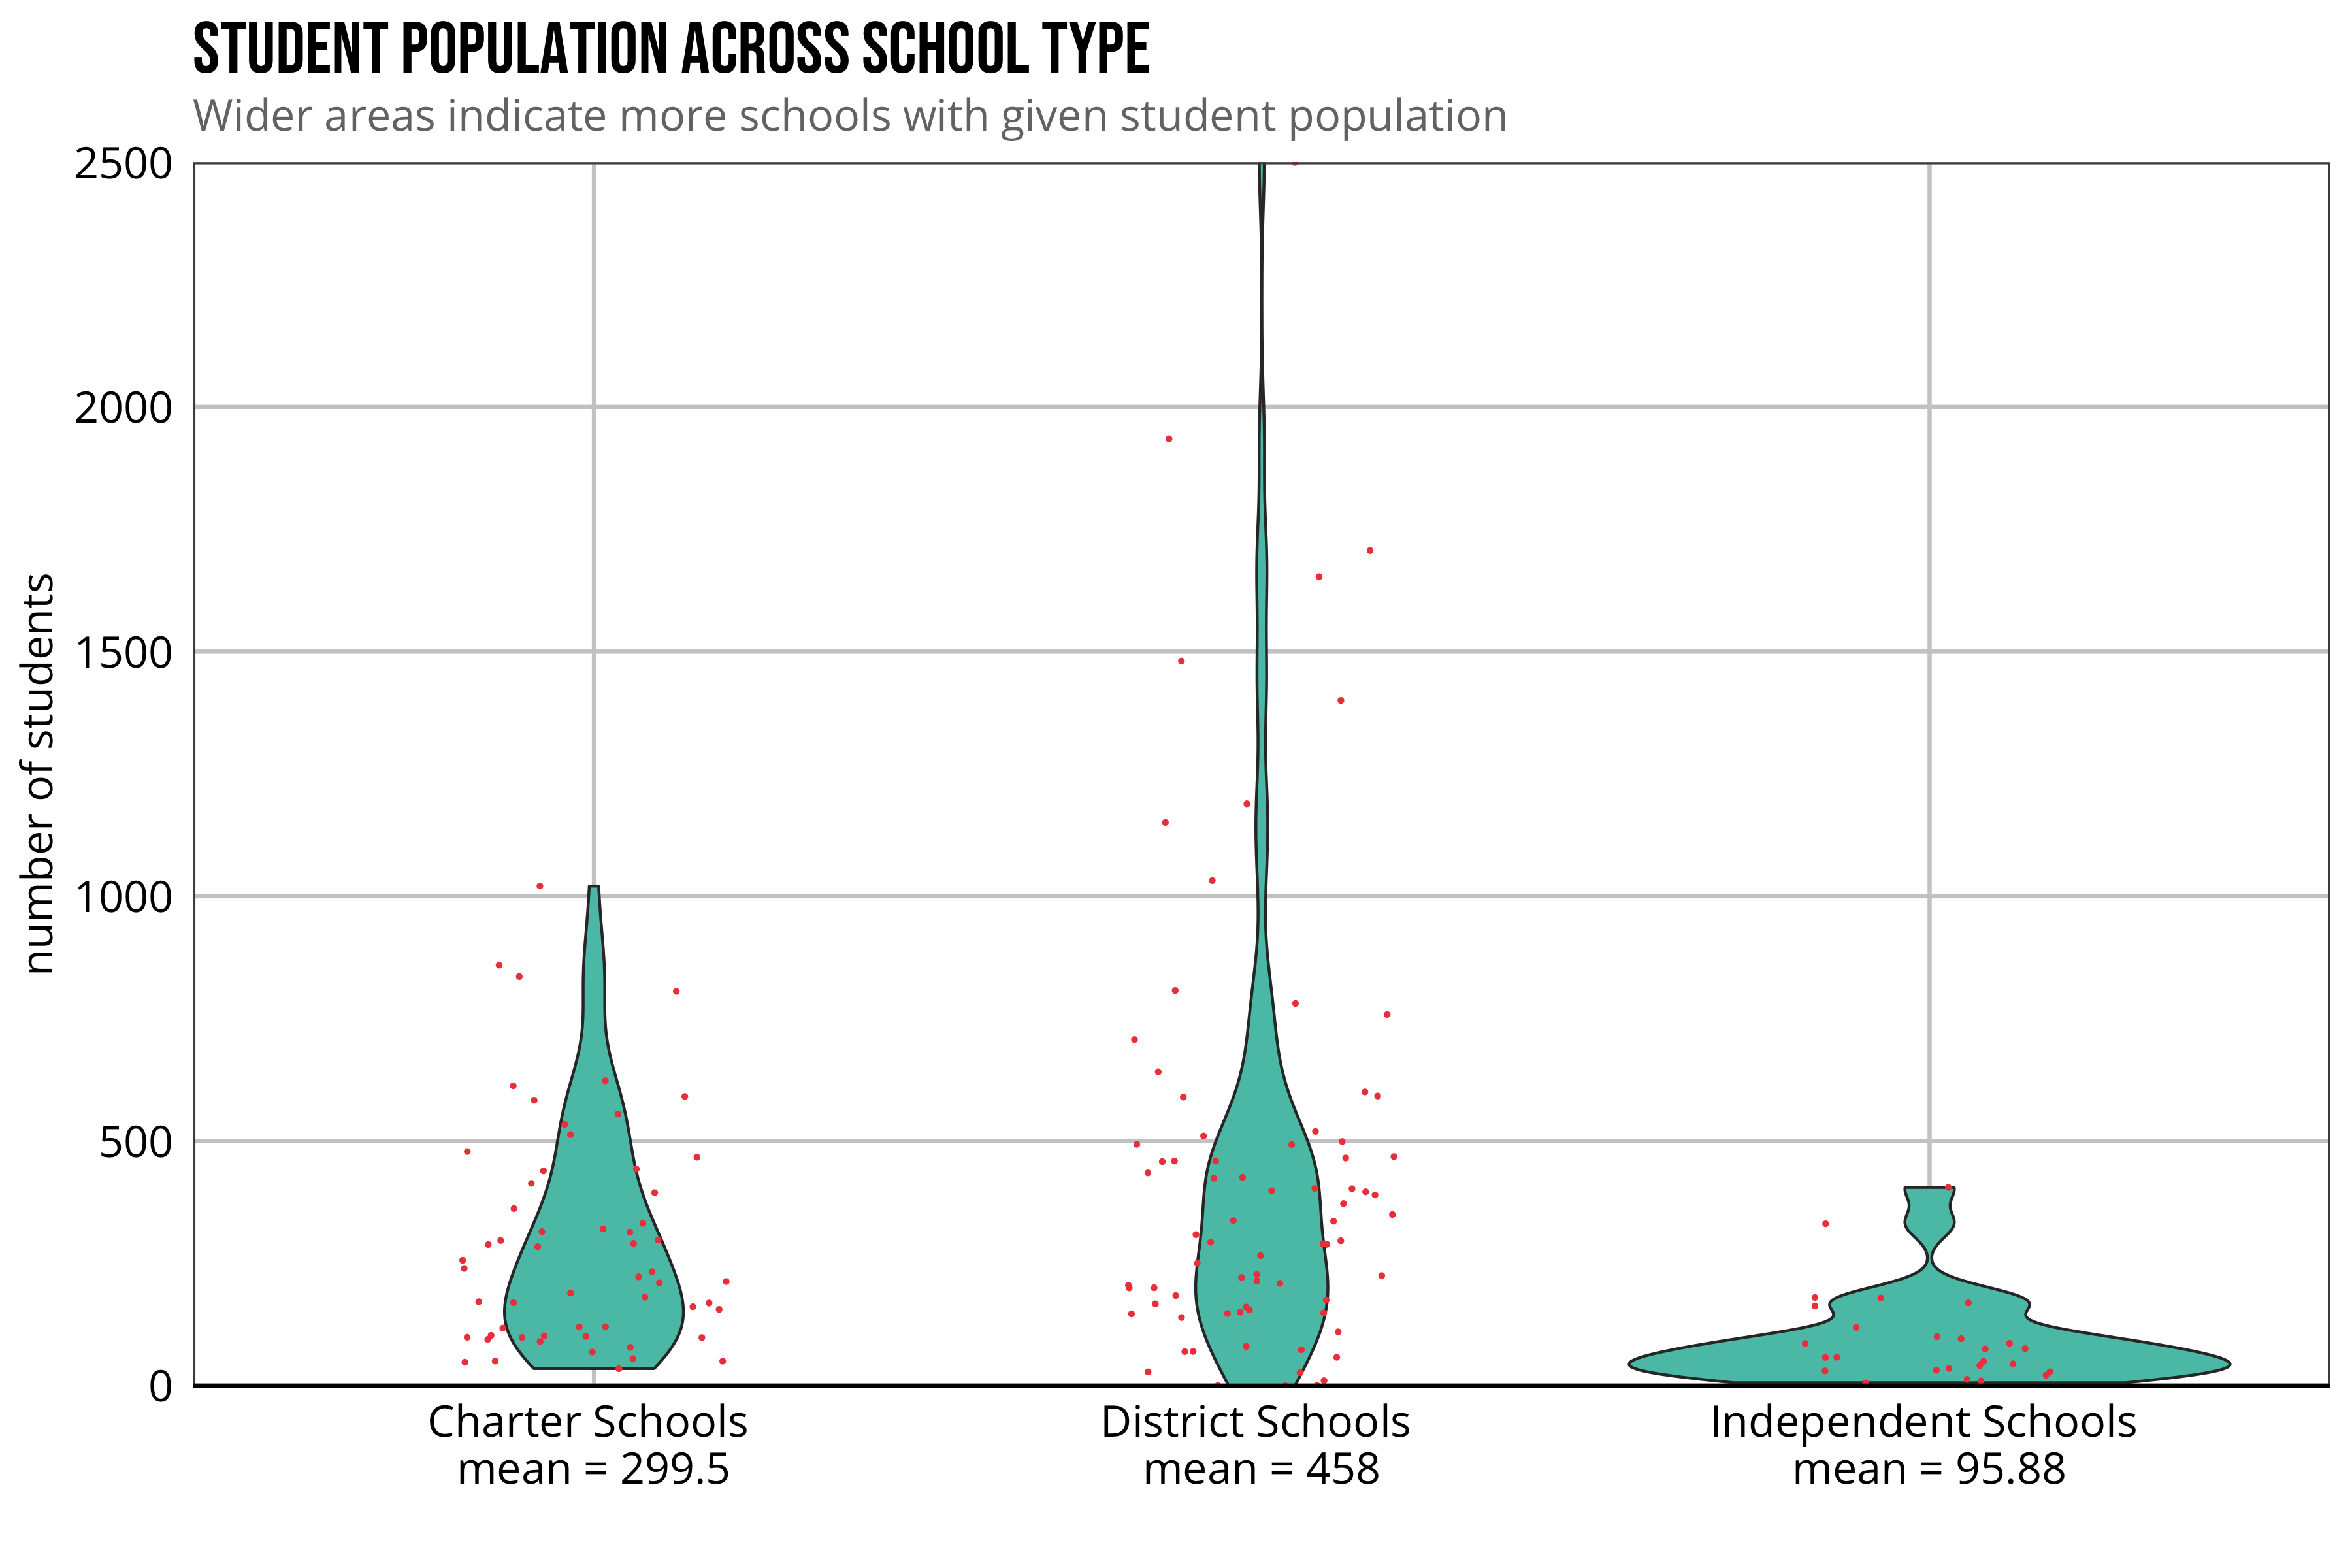 STUDENT POPULATION ACROSS SCHOOL TYPE
Wider areas indicate more schools with given student population
2500
2000
1500
1000
500
0
number of students
Charter Schools
mean = 299.5
District Schools
mean = 458
Independent Schools
mean = 95.88